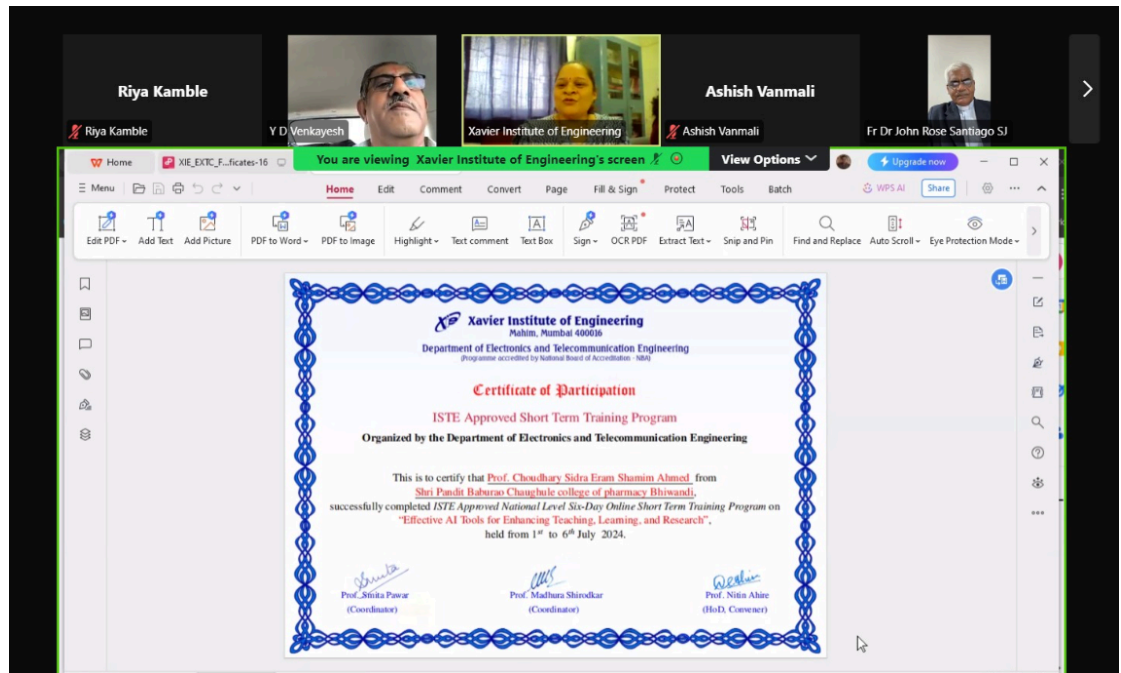 Riya Kamble
Ashish Vanmali
Riya Kamble
Y D Venkayesh
Xavier Institute of Engineering
Ashish Vanmali
Fr Dr John Rose Santiago SJ
Home
XIE_EXTC_F...ficates-16
You are viewing Xavier Institute of Engineering's screen
View Options
Upgrade now
Menu
Home Edit Comment Convert Page Fill & Sign Protect Tools Batch
WPS AI
Share
Edit PDF Add Text Add Picture PDF to Word PDF to Image Highlight Text comment Text Box Sign OCR PDF Extract Text Snip and Pin Find and Replace Auto Scroll Eye Protection Mode
Xavier Institute of Engineering
Mahim, Mumbai 400016
Department of Electronics and Telecommunication Engineering
(Programme accredited by National Board of Accreditation - NBA)
Certificate of Participation
ISTE Approved Short Term Training Program
Organized by the Department of Electronics and Telecommunication Engineering
This is to certify that Prof. Choudhary Sidra Eram Shamim Ahmed from
Shri Pandit Baburao Chaughule college of pharmacy Bhiwandi,
successfully completed ISTE Approved National Level Six-Day Online Short Term Training Program on
"Effective AI Tools for Enhancing Teaching, Learning, and Research",
held from 1st to 6th July 2024.
Prof. Smita Pawar
Prof. Madhura Shirodkar
Prof. Nitin Ahire
(Coordinator)
(Coordinator)
(HoD, Convener)